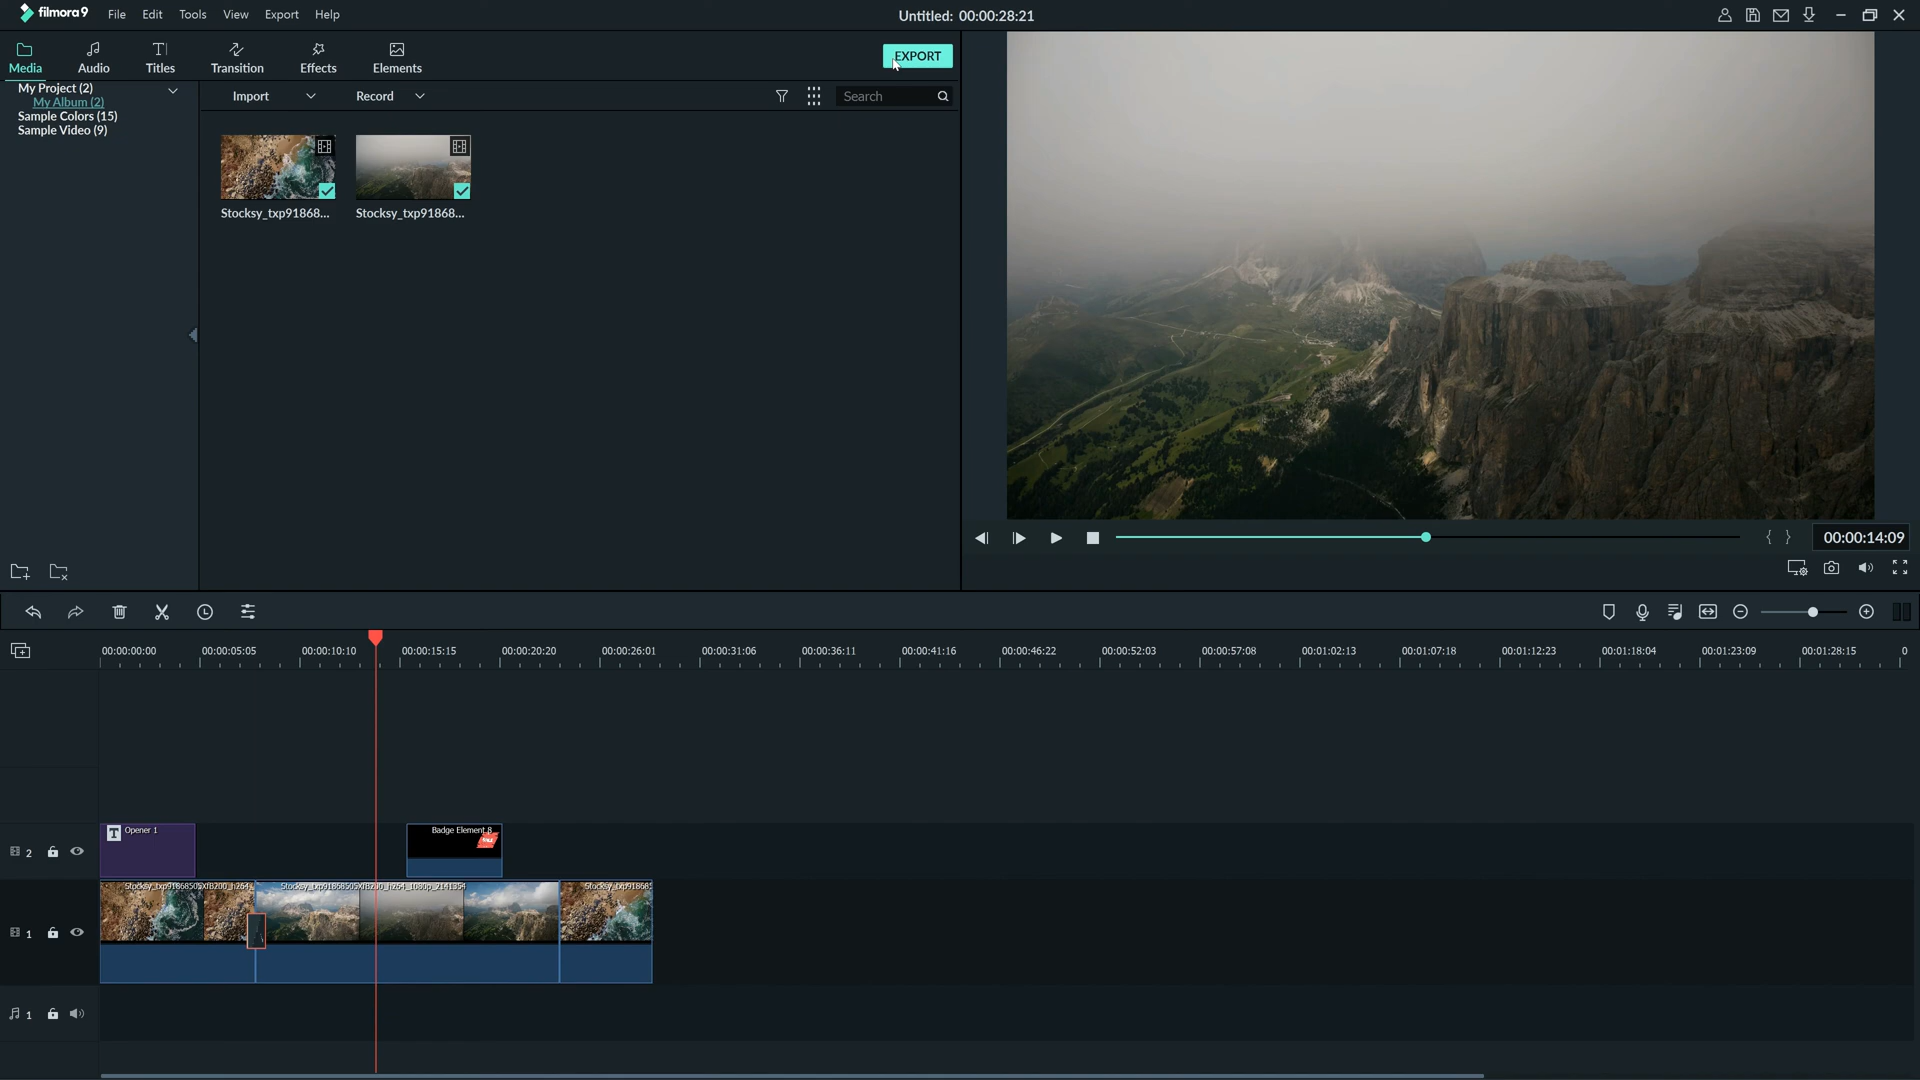 filmora9 File Edit Tools View Export Help
Untitled: 00:00:28:21
Media Audio Titles Transition Effects Elements
EXPORT
My Project (2)
My Album (2)
Sample Colors (15)
Sample Video (9)
Import Record Search
Stocksy_txp91868... Stocksy_txp91868...
00:00:14:09
00:00:00:00 00:00:05:05 00:00:10:10 00:00:15:15 00:00:20:20 00:00:26:01 00:00:31:06 00:00:36:11 00:00:41:16 00:00:46:22 00:00:52:03 00:00:57:08 00:01:02:13 00:01:07:18 00:01:12:23 00:01:18:04 00:01:23:09 00:01:28:15 0
2 T Opener 1 Badge Element 8
1
1